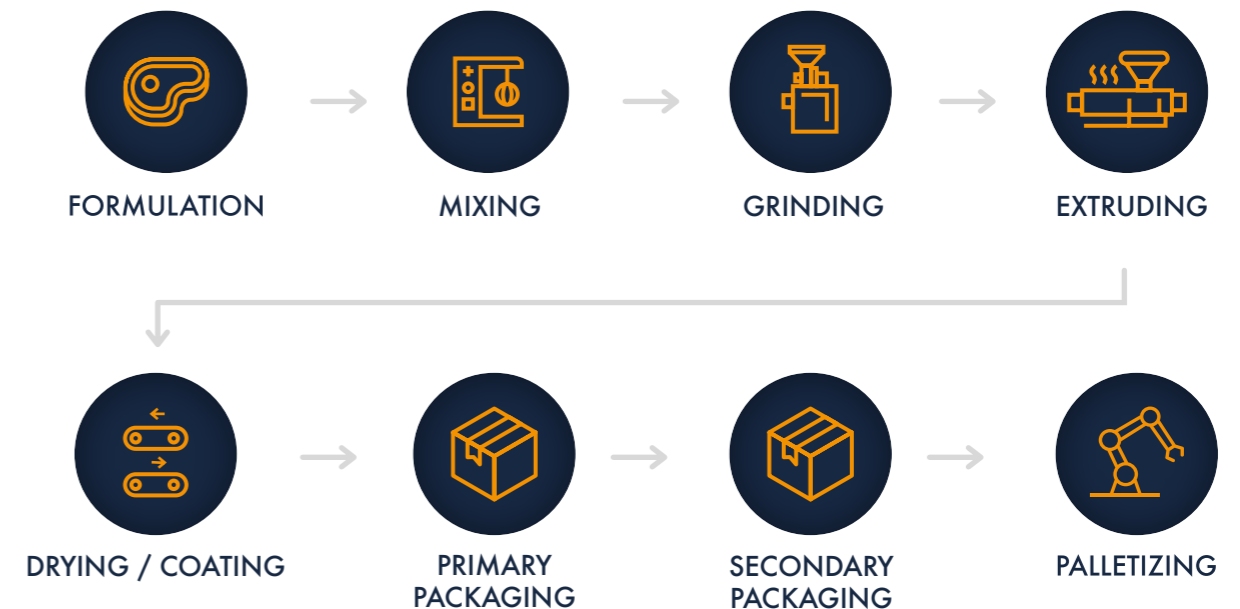 FORMULATION
MIXING
GRINDING
EXTRUDING
DRYING / COATING
PRIMARY
PACKAGING
SECONDARY
PACKAGING
PALLETIZING